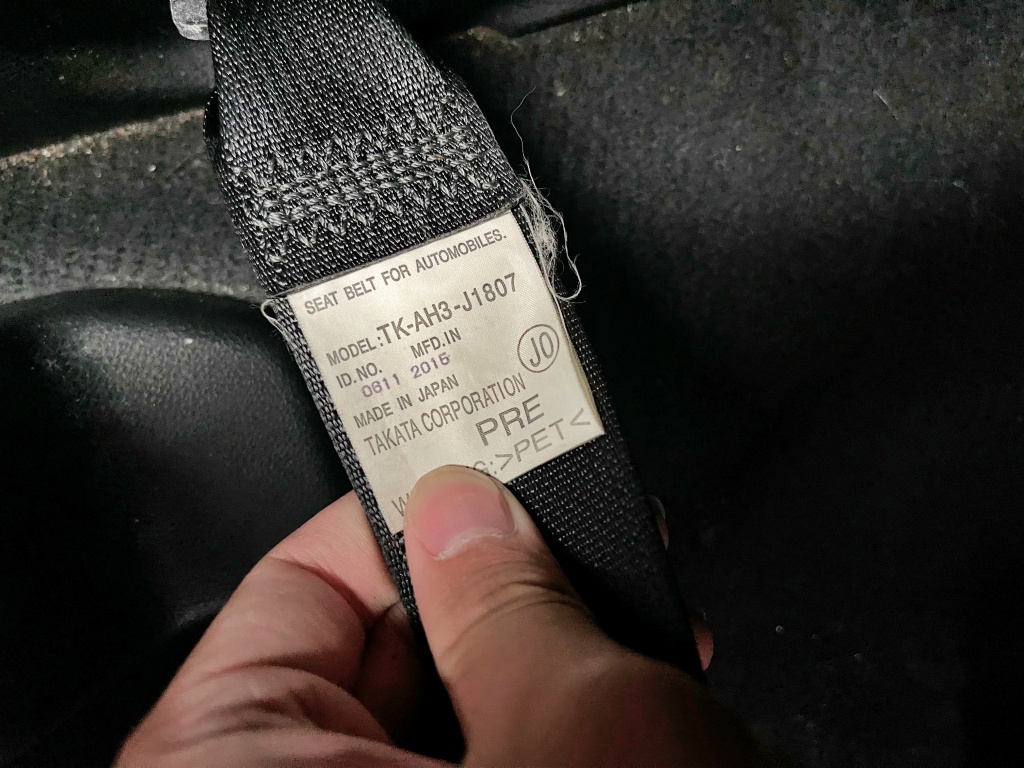 SEAT BELT FOR AUTOMOBILES.
MODEL:TK-AH3-J1807
ID.NO. MFD.IN
0611 2015
MADE IN JAPAN
JO
TAKATA CORPORATION
PRE
>PET<